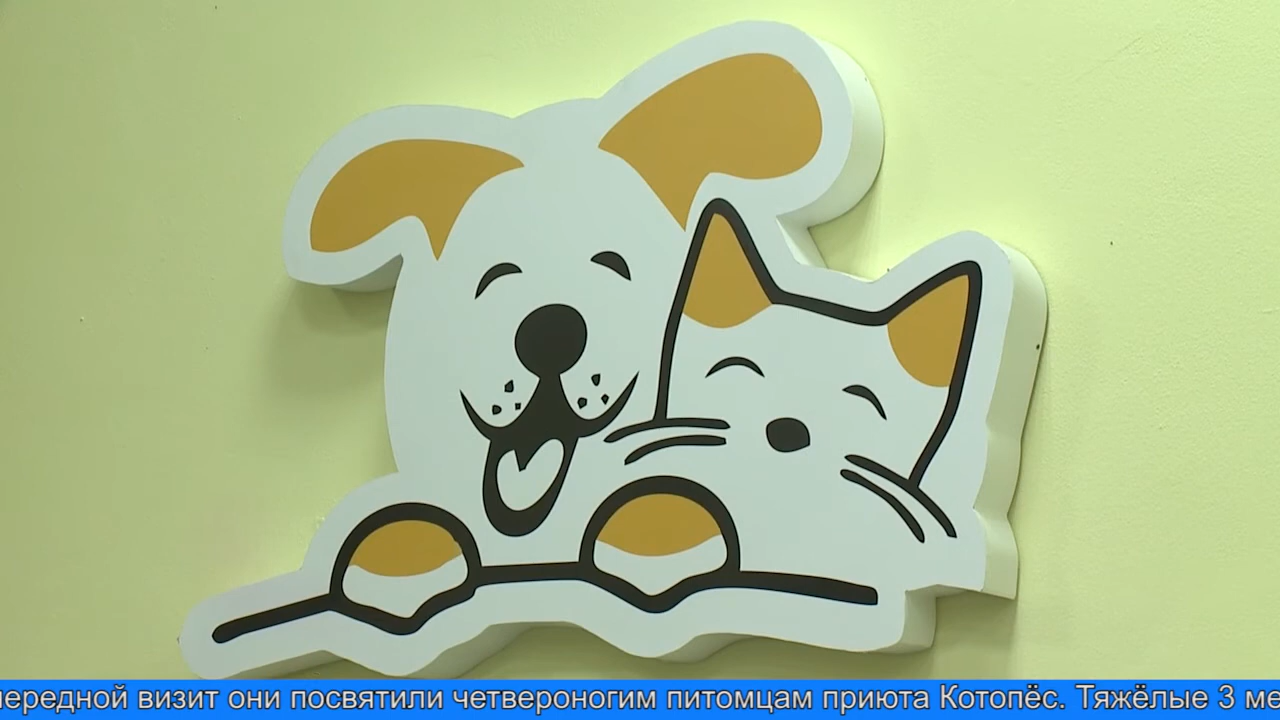 чередной визит они посвятили четвероногим питомцам приюта Котопёс. Тяжёлые 3 ме